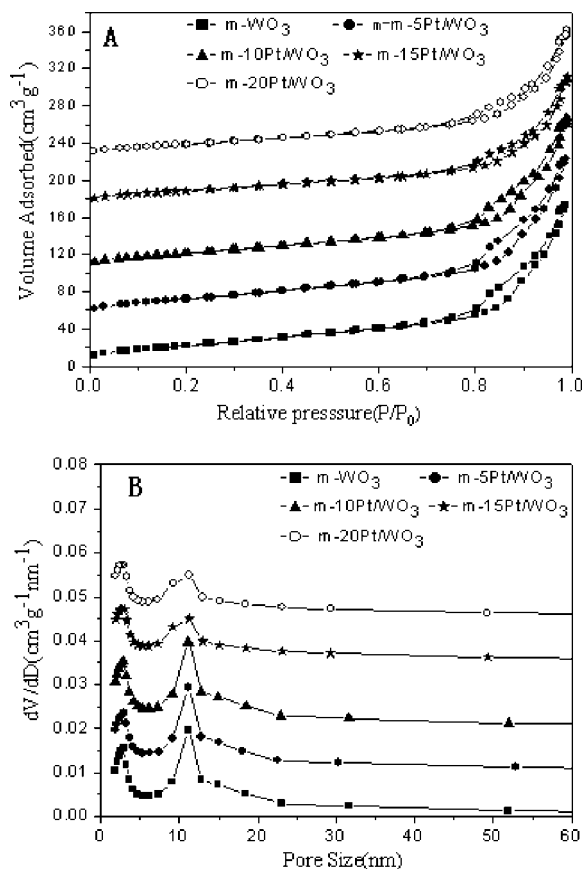 A
m-WO3 m-m-5Pt/WO3
m-10Pt/WO3 m-15Pt/WO3
m-20Pt/WO3
360
320
280
240
200
160
120
80
40
0
0.0 0.2 0.4 0.6 0.8 1.0
Volume Adsorbed(cm3g-1)
Relative presssure(P/P0)
B
m-WO3 m-5Pt/WO3
m-10Pt/WO3 m-15Pt/WO3
m-20Pt/WO3
0.08
0.07
0.06
0.05
0.04
0.03
0.02
0.01
0.00
0 10 20 30 40 50 60
dV/dD(cm3g-1nm-1)
Pore Size(nm)